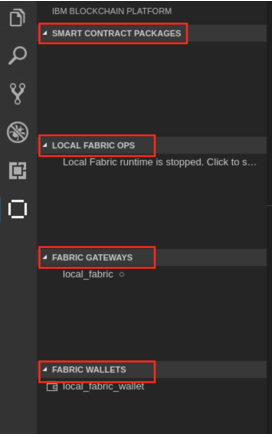 IBM BLOCKCHAIN PLATFORM
SMART CONTRACT PACKAGES
LOCAL FABRIC OPS
Local Fabric runtime is stopped. Click to s...
FABRIC GATEWAYS
local_fabric
FABRIC WALLETS
local_fabric_wallet